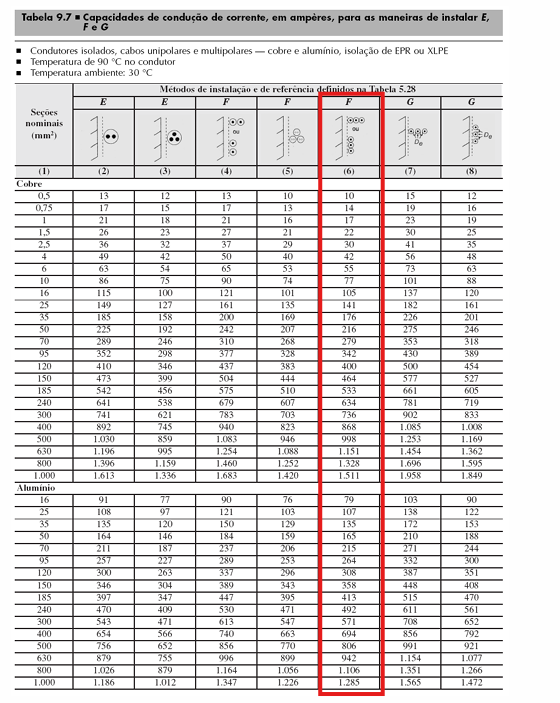 Tabela 9.7 ■ Capacidades de condução de corrente, em ampères, para as maneiras de instalar E,
F e G
■ Condutores isolados, cabos unipolares e multipolares — cobre e alumínio, isolação de EPR ou XLPE
■ Temperatura de 90 °C no condutor
■ Temperatura ambiente: 30 °C
Seções nominais (mm²)
Métodos de instalação e de referência definidos na Tabela 5.28
E E F F F G G
ou ou De De
(1) (2) (3) (4) (5) (6) (7) (8)
Cobre
0,5 13 12 13 10 10 15 12
0,75 17 15 17 13 14 19 16
1 21 18 21 16 17 23 19
1,5 26 23 27 21 22 30 25
2,5 36 32 37 29 30 41 35
4 49 42 50 40 42 56 48
6 63 54 65 53 55 73 63
10 86 75 90 74 77 101 88
16 115 100 121 101 105 137 120
25 149 127 161 135 141 182 161
35 185 158 200 169 176 226 201
50 225 192 242 207 216 275 246
70 289 246 310 268 279 353 318
95 352 298 377 328 342 430 389
120 410 346 437 383 400 500 454
150 473 399 504 444 464 577 527
185 542 456 575 510 533 661 605
240 641 538 679 607 634 781 719
300 741 621 783 703 736 902 833
400 892 745 940 823 868 1.085 1.008
500 1.030 859 1.083 946 998 1.253 1.169
630 1.196 995 1.254 1.088 1.151 1.454 1.362
800 1.396 1.159 1.460 1.252 1.328 1.696 1.595
1.000 1.613 1.336 1.683 1.420 1.511 1.958 1.849
Alumínio
16 91 77 90 76 79 103 90
25 108 97 121 103 107 138 122
35 135 120 150 129 135 172 153
50 164 146 184 159 165 210 188
70 211 187 237 206 215 271 244
95 257 227 289 253 264 332 300
120 300 263 337 296 308 387 351
150 346 304 389 343 358 448 408
185 397 347 447 395 413 515 470
240 470 409 530 471 492 611 561
300 543 471 613 547 571 708 652
400 654 566 740 663 694 856 792
500 756 652 856 770 806 991 921
630 879 755 996 899 942 1.154 1.077
800 1.026 879 1.164 1.056 1.106 1.351 1.266
1.000 1.186 1.012 1.347 1.226 1.285 1.565 1.472